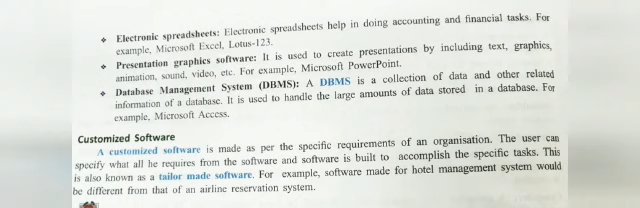 ❖ Electronic spreadsheets: Electronic spreadsheets help in doing accounting and financial tasks. For
example, Microsoft Excel, Lotus-123.
❖ Presentation graphics software: It is used to create presentations by including text, graphics,
animation, sound, video, etc. For example, Microsoft PowerPoint.
❖ Database Management System (DBMS): A DBMS is a collection of data and other related
information of a database. It is used to handle the large amounts of data stored in a database. For
example, Microsoft Access.
Customized Software
A customized software is made as per the specific requirements of an organisation. The user can
specify what all he requires from the software and software is built to accomplish the specific tasks. This
is also known as a tailor made software. For example, software made for hotel management system would
be different from that of an airline reservation system.